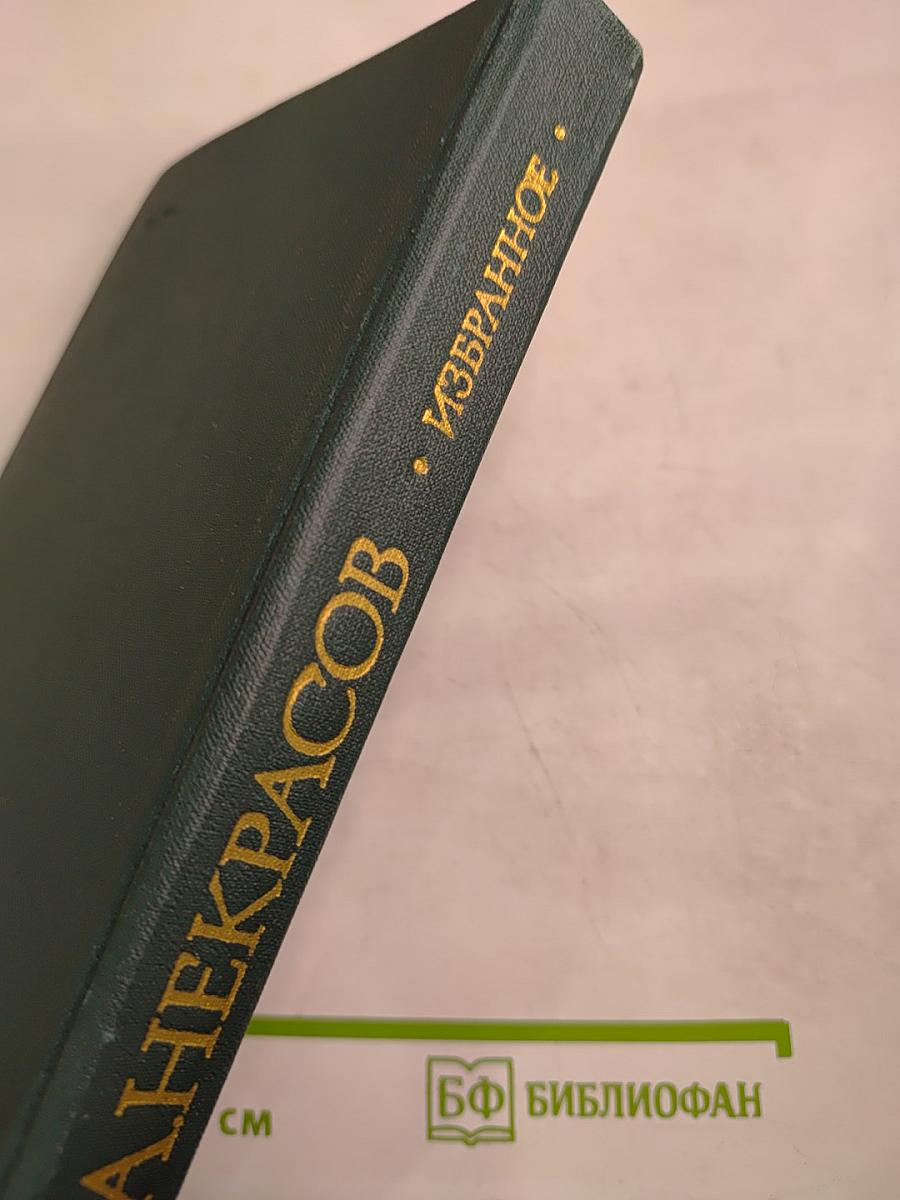 А.НЕКРАСОВ • ИЗБРАННОЕ •
см
БФ БИБЛИОФАН